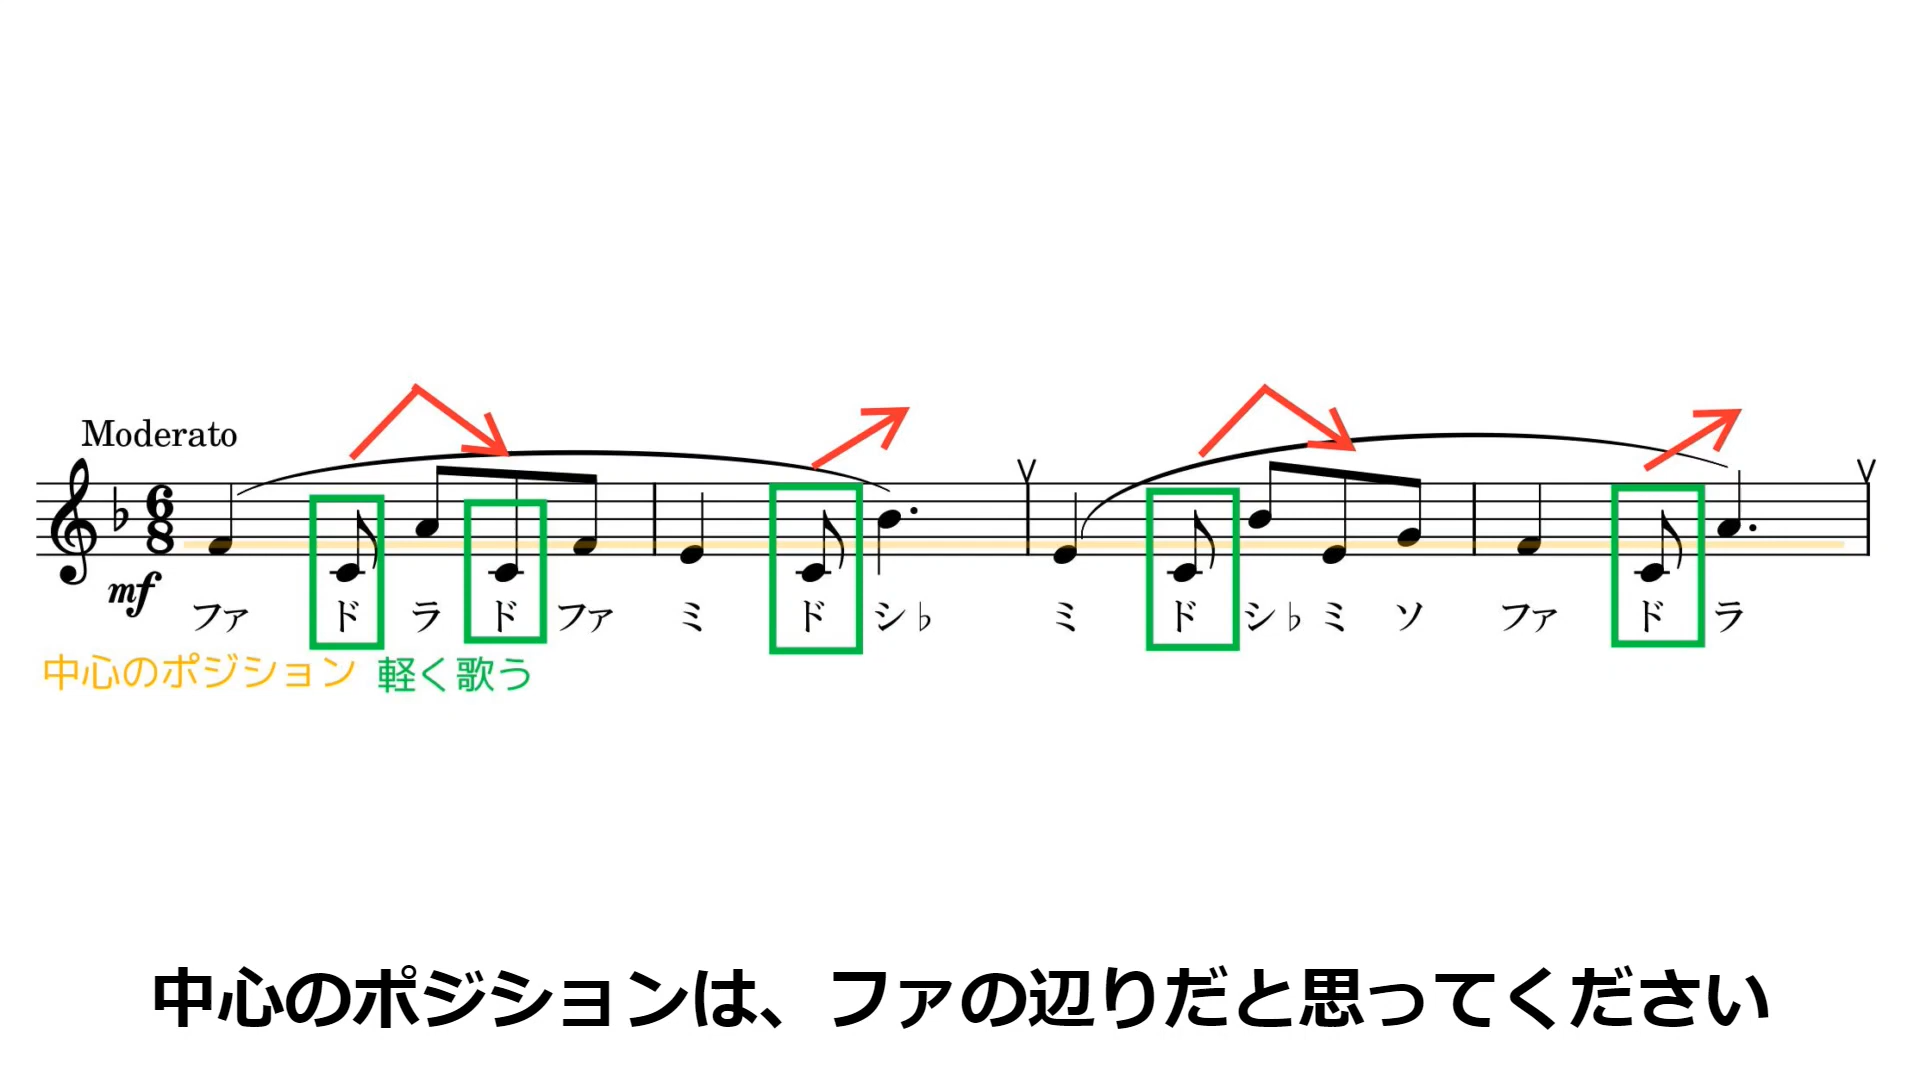 Moderato
6
8
mf
ファ ド ラ ド ファ ミ ド シ♭ ミ ド シ♭ ミ ソ ファ ド ラ
中心のポジション 軽く歌う
中心のポジションは、ファの辺りだと思ってください